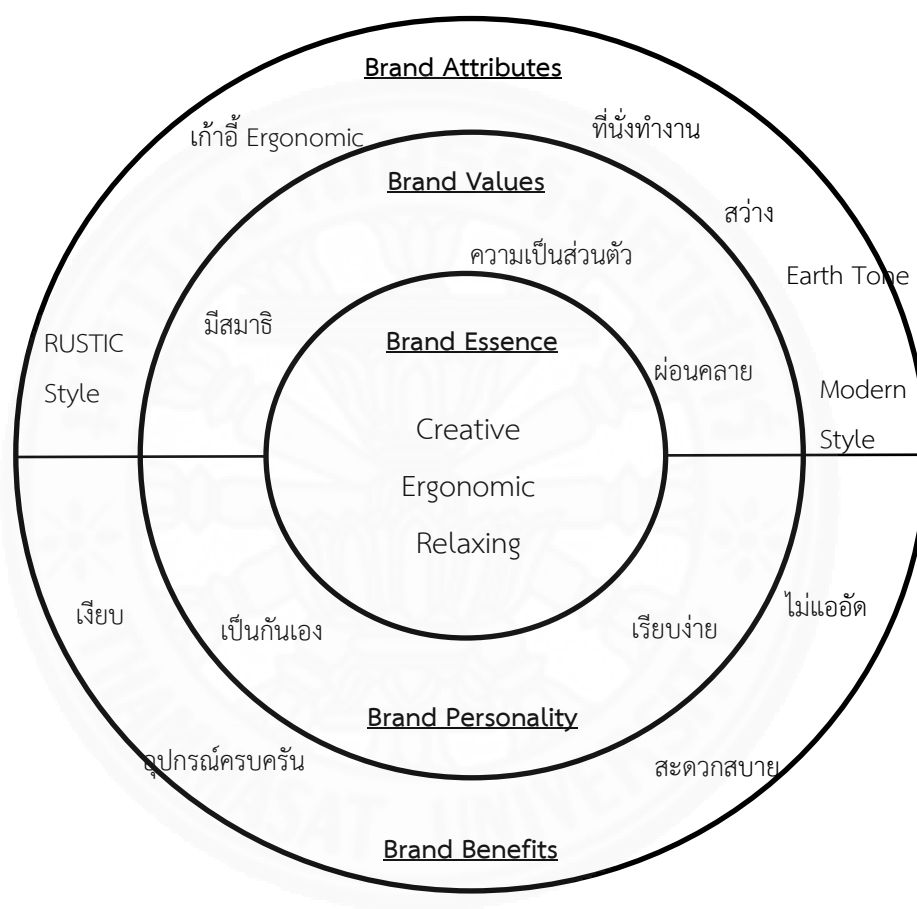 Brand Attributes
เก้าอี้ Ergonomic
ที่นั่งทำงาน
Brand Values
สว่าง
ความเป็นส่วนตัว
Earth Tone
มีสมาธิ
RUSTIC
Style
Brand Essence
ผ่อนคลาย
Modern
Style
Creative
Ergonomic
Relaxing
เงียบ
เป็นกันเอง
เรียบง่าย
ไม่แออัด
Brand Personality
อุปกรณ์ครบครัน
สะดวกสบาย
Brand Benefits
THAMMASAT UNIVERSITY